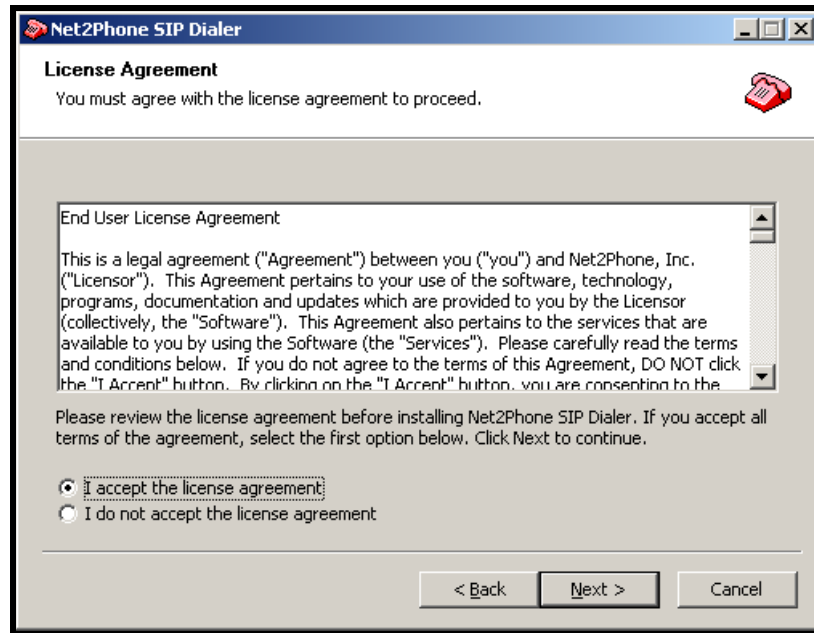 Net2Phone SIP Dialer
License Agreement
You must agree with the license agreement to proceed.
End User License Agreement
This is a legal agreement ("Agreement") between you ("you") and Net2Phone, Inc.
("Licensor").  This Agreement pertains to your use of the software, technology,
programs, documentation and updates which are provided to you by the Licensor
(collectively, the "Software").  This Agreement also pertains to the services that are
available to you by using the Software (the "Services").  Please carefully read the terms
and conditions below.  If you do not agree to the terms of this Agreement, DO NOT click
the "I Accept" button.  By clicking on the "I Accept" button, you are consenting to the
Please review the license agreement before installing Net2Phone SIP Dialer. If you accept all
terms of the agreement, select the first option below. Click Next to continue.
I accept the license agreement
I do not accept the license agreement
< Back
Next >
Cancel